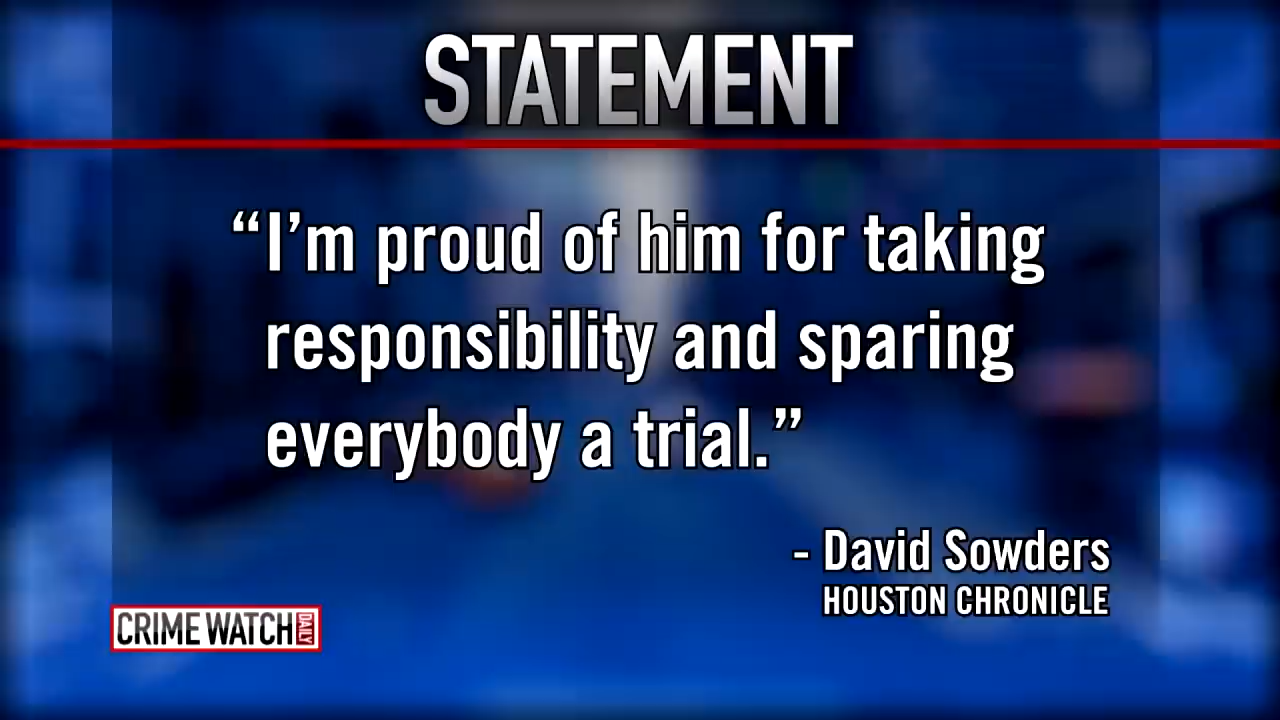 STATEMENT
“I’m proud of him for taking
responsibility and sparing
everybody a trial.”
- David Sowders
HOUSTON CHRONICLE
CRIME WATCH DAILY